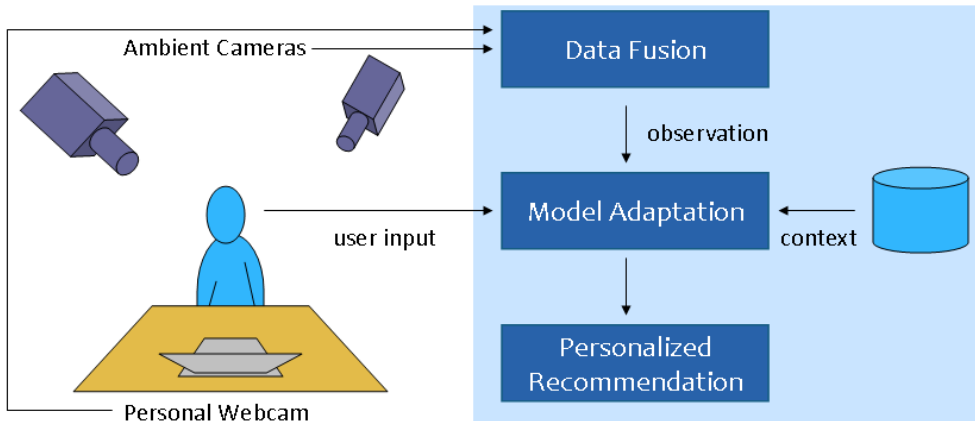 Ambient Cameras
Data Fusion
observation
Model Adaptation
user input
context
Personalized
Recommendation
Personal Webcam